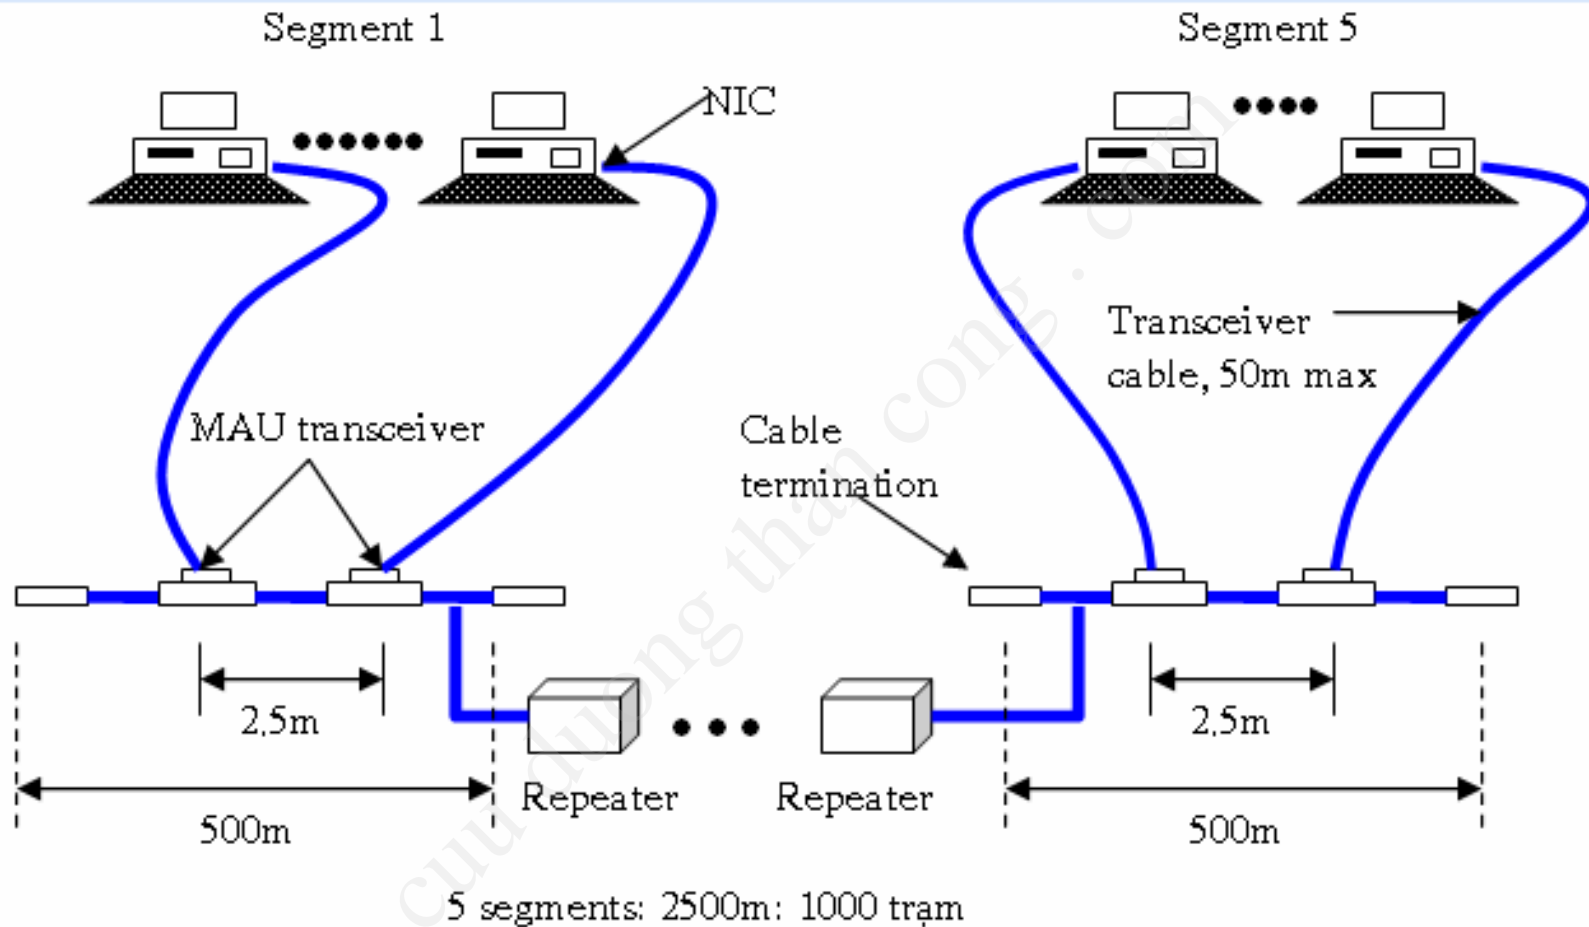 Segment 1
Segment 5
NIC
Transceiver
cable, 50m max
MAU transceiver
Cable
termination
2,5m
2,5m
Repeater
Repeater
500m
500m
5 segments: 2500m: 1000 trạm
cuu duong than cong . com